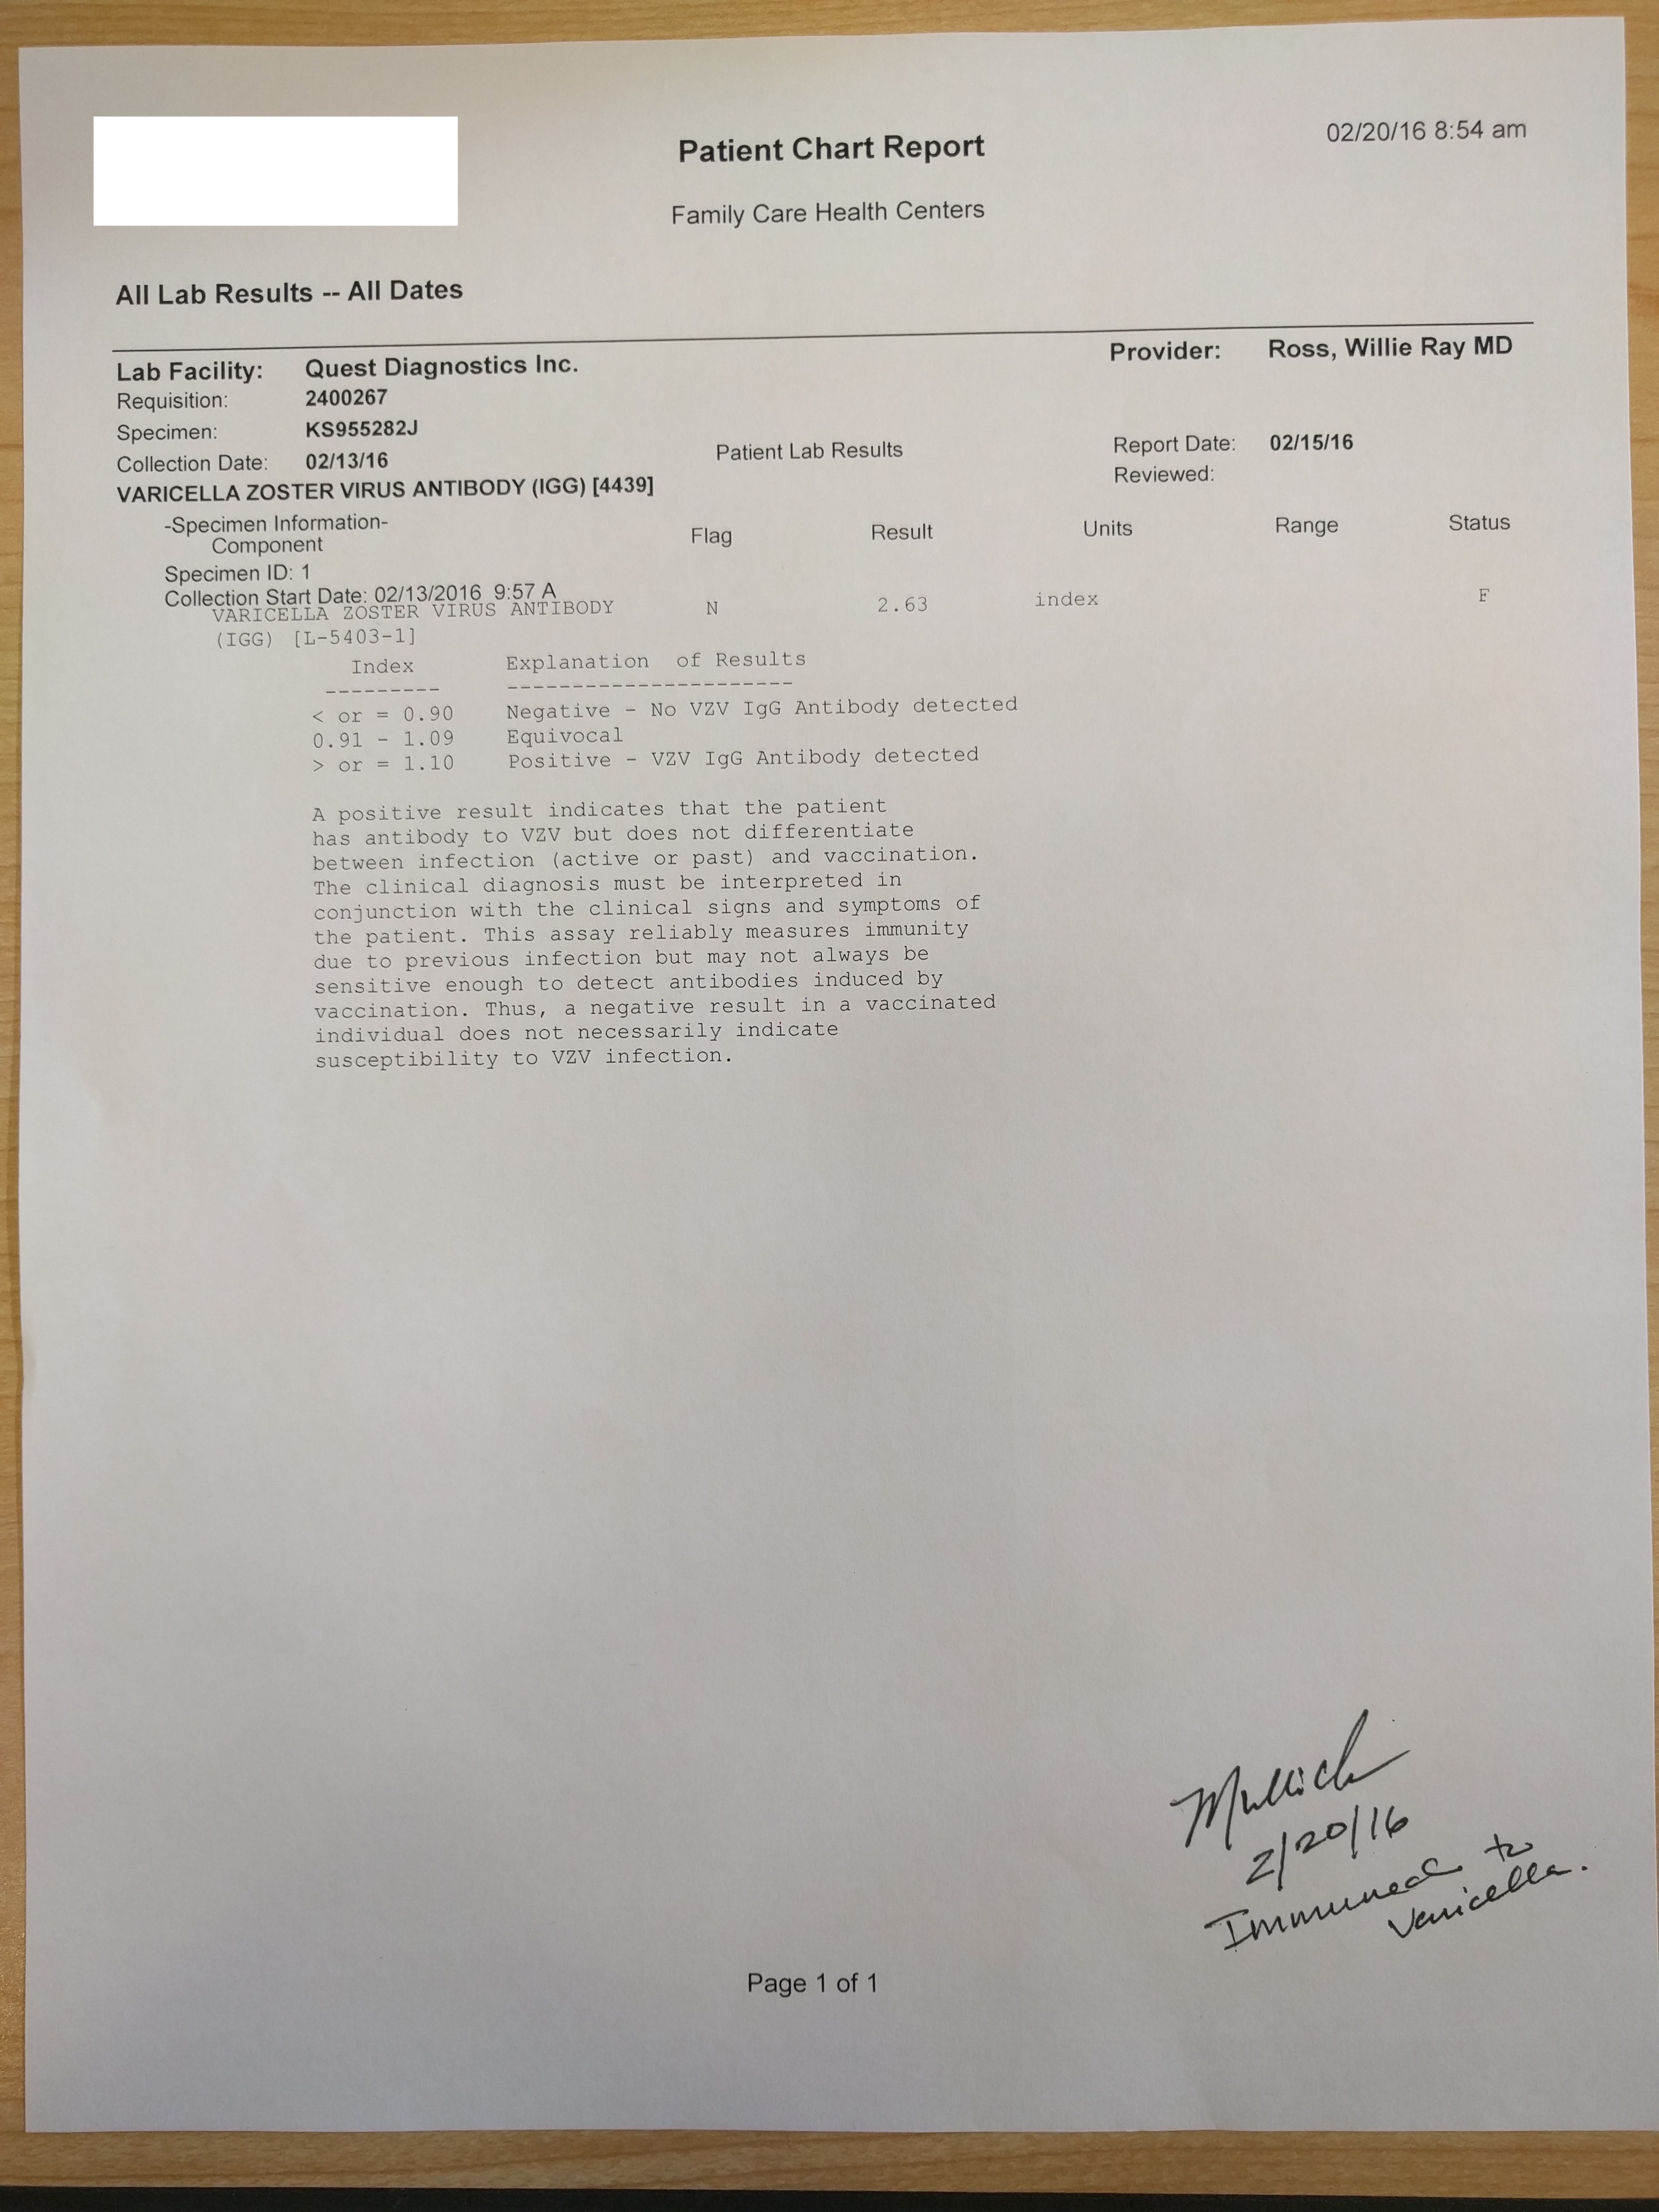 Patient Chart Report
02/20/16 8:54 am
Family Care Health Centers
All Lab Results -- All Dates
Lab Facility: Quest Diagnostics Inc.
Provider: Ross, Willie Ray MD
Requisition: 2400267
Specimen: KS955282J
Collection Date: 02/13/16
Patient Lab Results
Report Date: 02/15/16
Reviewed:
VARICELLA ZOSTER VIRUS ANTIBODY (IGG) [4439]
-Specimen Information-
Component Flag Result Units Range Status
Specimen ID: 1
Collection Start Date: 02/13/2016 9:57 A
VARICELLA ZOSTER VIRUS ANTIBODY N 2.63 index F
(IGG) [L-5403-1]
Index Explanation of Results
--------- ----------------------
< or = 0.90 Negative - No VZV IgG Antibody detected
0.91 - 1.09 Equivocal
> or = 1.10 Positive - VZV IgG Antibody detected
A positive result indicates that the patient
has antibody to VZV but does not differentiate
between infection (active or past) and vaccination.
The clinical diagnosis must be interpreted in
conjunction with the clinical signs and symptoms of
the patient. This assay reliably measures immunity
due to previous infection but may not always be
sensitive enough to detect antibodies induced by
vaccination. Thus, a negative result in a vaccinated
individual does not necessarily indicate
susceptibility to VZV infection.
2/20/16
Immuned to
Varicella.
Page 1 of 1